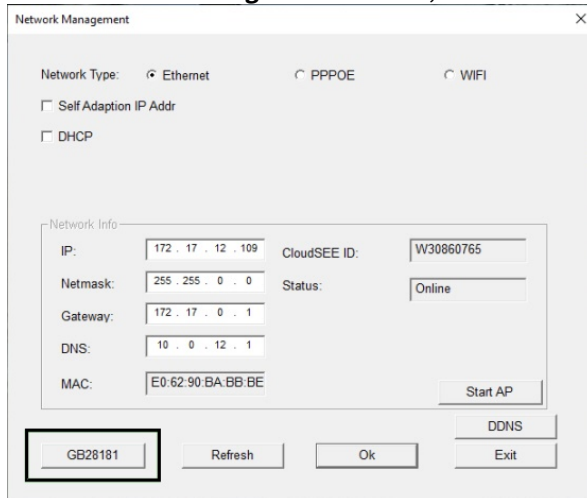 Network Management
Network Type: Ethernet PPPOE WIFI
Self Adaption IP Addr
DHCP
Network Info
IP: 172 . 17 . 12 . 109 CloudSEE ID: W30860765
Netmask: 255 . 255 . 0 . 0 Status: Online
Gateway: 172 . 17 . 0 . 1
DNS: 10 . 0 . 12 . 1
MAC: E0:62:90:BA:BB:BE
Start AP
DDNS
GB28181 Refresh Ok Exit